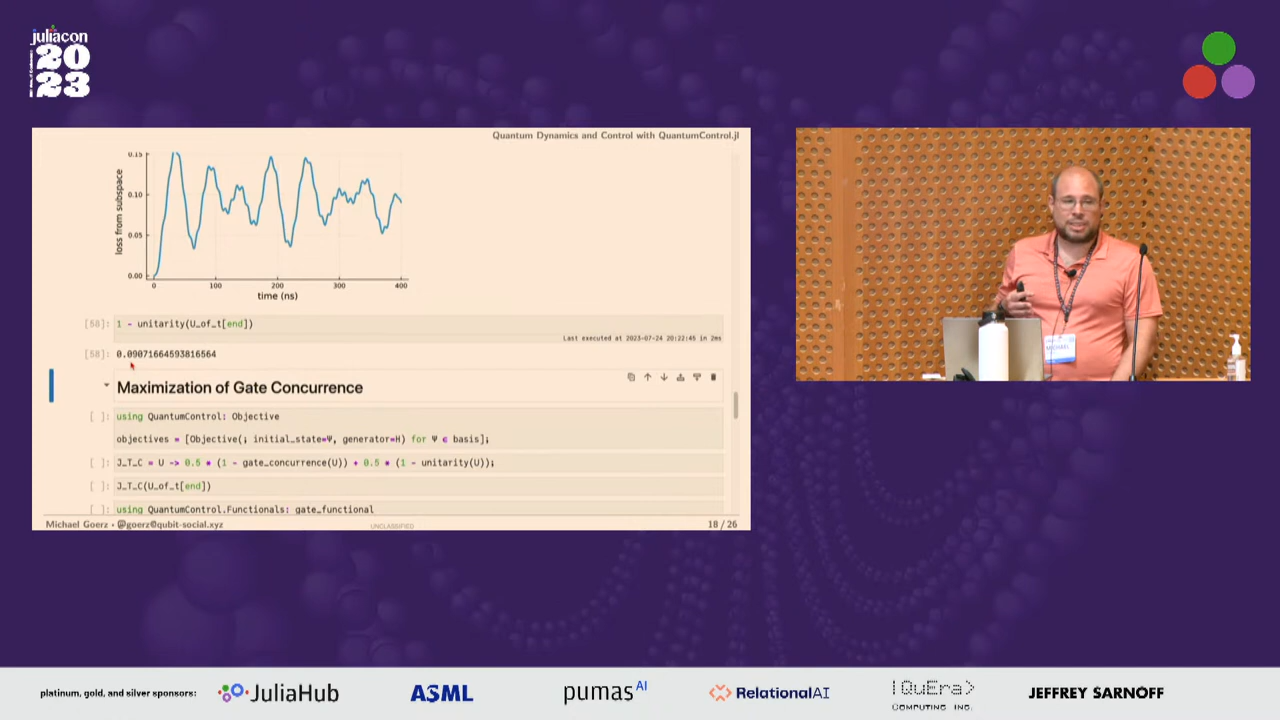 juliacon
20
23
Quantum Dynamics and Control with QuantumControl.jl
0.15
0.10
0.05
0.00
loss from subspace
0 100 200 300 400
time (ns)
[58]: 1 - unitarity(U_of_t[end])
Last executed at 2023-07-24 20:22:45 in 2ms
[58]: 0.09071664593816564
Maximization of Gate Concurrence
[ ]: using QuantumControl: Objective
objectives = [Objective(; initial_state=Ψ, generator=H) for Ψ ∈ basis];
[ ]: J_T_C = U -> 0.5 * (1 - gate_concurrence(U)) + 0.5 * (1 - unitarity(U));
[ ]: J_T_C(U_of_t[end])
[ ]: using QuantumControl.Functionals: gate_functional
Michael Goerz • @goerz@qubit-social.xyz UNCLASSIFIED 18 / 26
MICHAEL
platinum, gold, and silver sponsors: JuliaHub ASML pumasAI RelationalAI |QuEra> COMPUTING INC. JEFFREY SARNOFF